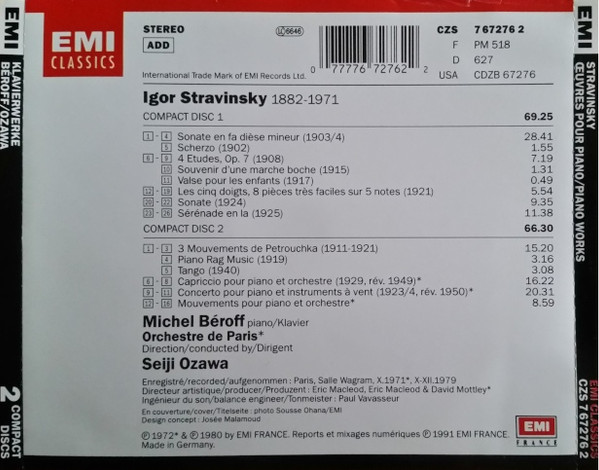 EMI
CLASSICS
STEREO
ADD
LC 6646
International Trade Mark of EMI Records Ltd.
0 77776 72762 2
CZS 7 67276 2
F PM 518
D 627
USA CDZB 67276
Igor Stravinsky 1882-1971
COMPACT DISC 1 69.25
1 - 4 Sonate en fa dièse mineur (1903/4) 28.41
5 Scherzo (1902) 1.55
6 - 9 4 Etudes, Op. 7 (1908) 7.19
10 Souvenir d'une marche boche (1915) 1.31
11 Valse pour les enfants (1917) 0.49
12 - 19 Les cinq doigts, 8 pièces très faciles sur 5 notes (1921) 5.54
20 - 22 Sonate (1924) 9.35
23 - 26 Sérénade en la (1925) 11.38
COMPACT DISC 2 66.30
1 - 3 3 Mouvements de Petrouchka (1911-1921) 15.20
4 Piano Rag Music (1919) 3.16
5 Tango (1940) 3.08
6 - 8 Capriccio pour piano et orchestre (1929, rév. 1949)* 16.22
9 - 11 Concerto pour piano et instruments à vent (1923/4, rév. 1950)* 20.31
12 - 16 Mouvements pour piano et orchestre* 8.59
Michel Béroff piano/Klavier
Orchestre de Paris*
Direction/conducted by/Dirigent
Seiji Ozawa
Enregistré/recorded/aufgenommen : Paris, Salle Wagram, X.1971*, X-XII.1979
Directeur artistique/producer/Produzent : Eric Macleod, Eric Macleod & David Mottley*
Ingénieur du son/balance engineer/Tonmeister : Paul Vavasseur
En couverture/cover/Titelseite : photo Sousse Ohana/EMI
Design concept : Josée Malamoud
℗ 1972* & ℗ 1980 by EMI FRANCE. Reports et mixages numériques ℗ 1991 EMI FRANCE.
Made in Germany
EMI
FRANCE
EMI
KLAVIERWERKE
BÉROFF/OZAWA
2 COMPACT
DISCS
EMI
STRAVINSKY
ŒUVRES POUR PIANO/PIANO WORKS
EMI CLASSICS
CZS 7 67276 2